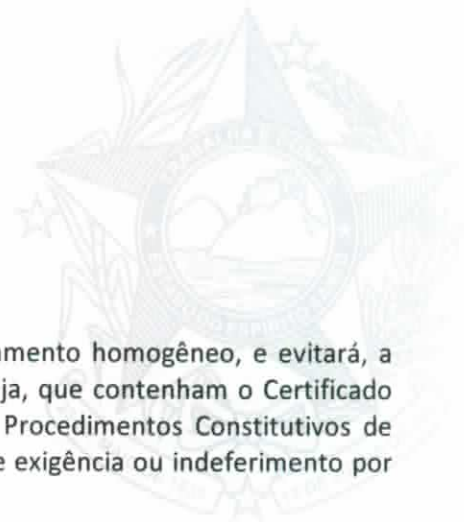 mento homogêneo, e evitará, a
ja, que contenham o Certificado
Procedimentos Constitutivos de
e exigência ou indeferimento por